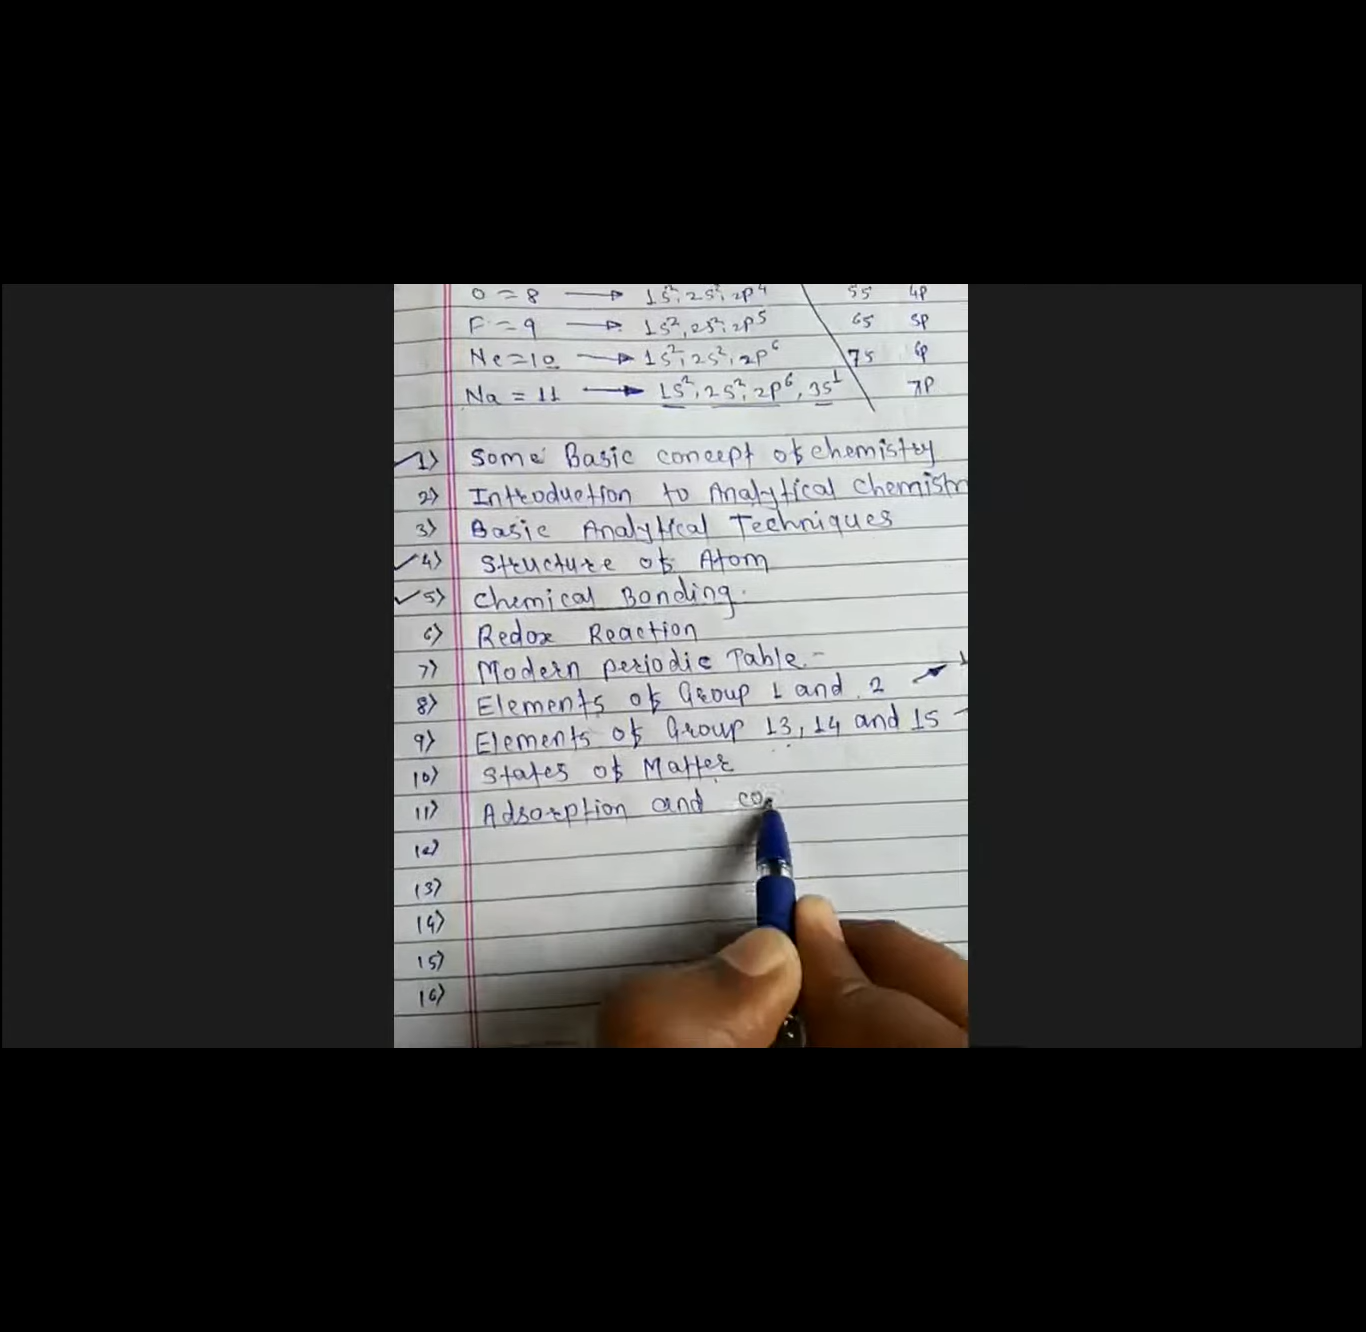 O = 8 → 1s², 2s², 2p⁴ 5s 4p
F = 9 → 1s², 2s², 2p⁵ 6s 5p
Ne = 10 → 1s², 2s², 2p⁶ 7s 6p
Na = 11 → 1s², 2s², 2p⁶, 3s¹ 7p
1) Some Basic concept of chemistry
2) Introduction to Analytical chemistr
3) Basic Analytical Techniques
4) Structure of Atom
5) Chemical Bonding.
6) Redox Reaction
7) Modern periodic Table. -
8) Elements of Group 1 and 2 →
9) Elements of Group 13, 14 and 15 -
10) States of Matter
11) Adsorption and co
12)
13)
14)
15)
16)